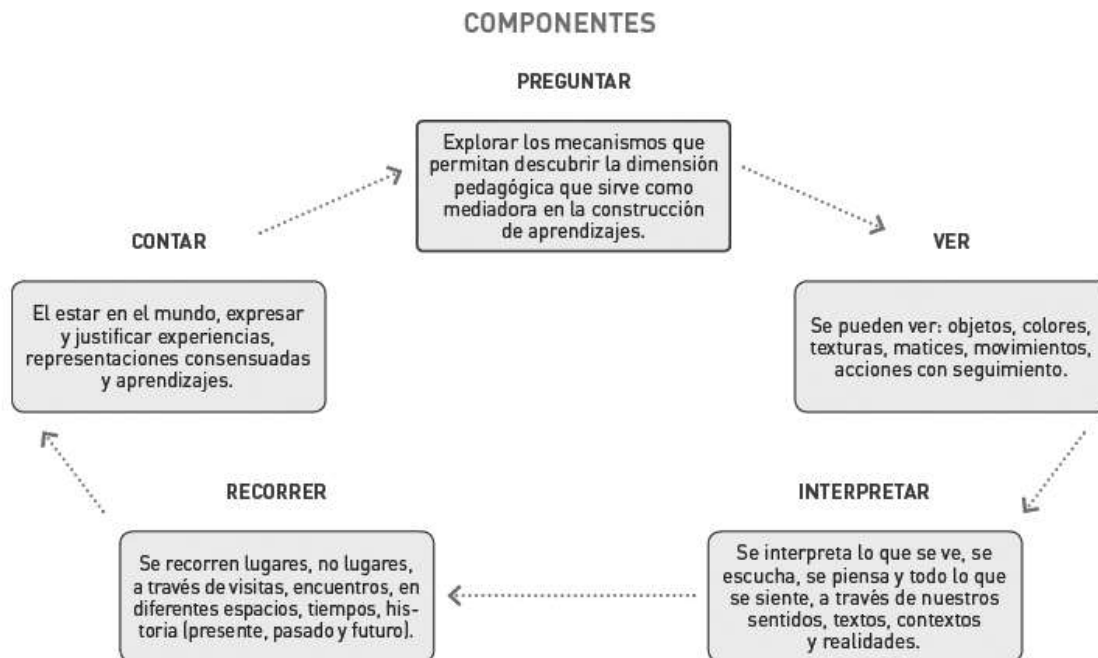 COMPONENTES
PREGUNTAR
Explorar los mecanismos que
permitan descubrir la dimensión
pedagógica que sirve como
mediadora en la construcción
de aprendizajes.
CONTAR
El estar en el mundo, expresar
y justificar experiencias,
representaciones consensuadas
y aprendizajes.
VER
Se pueden ver: objetos, colores,
texturas, matices, movimientos,
acciones con seguimiento.
RECORRER
Se recorren lugares, no lugares,
a través de visitas, encuentros, en
diferentes espacios, tiempos, his-
toria (presente, pasado y futuro).
INTERPRETAR
Se interpreta lo que se ve, se
escucha, se piensa y todo lo que
se siente, a través de nuestros
sentidos, textos, contextos
y realidades.